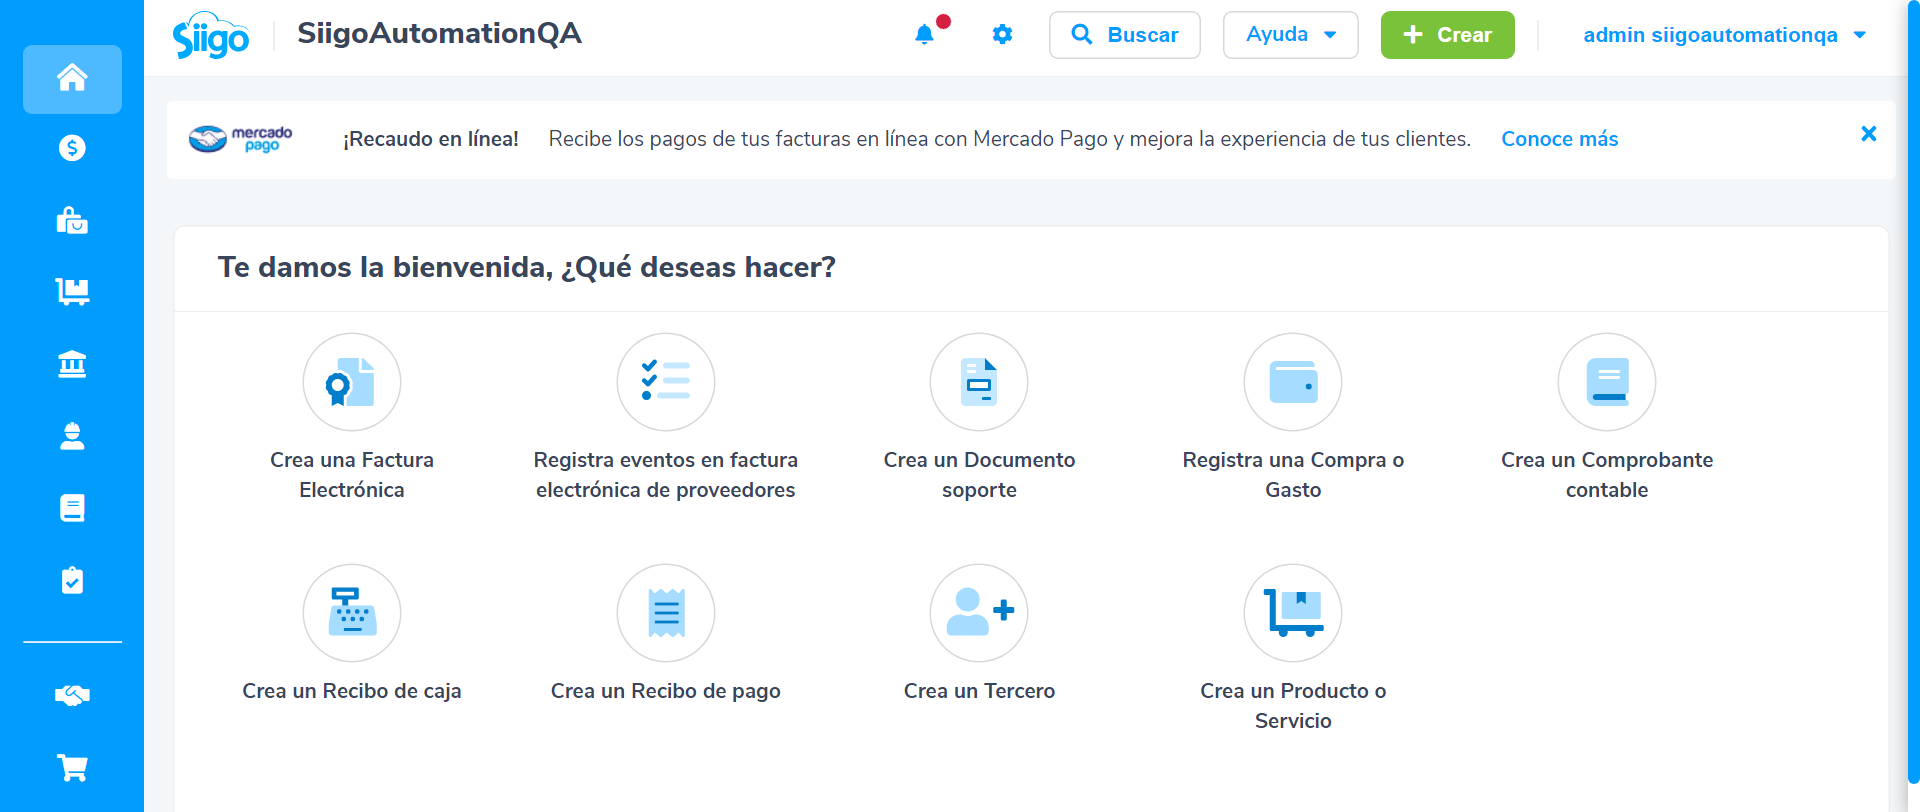 Siigo
SiigoAutomationQA
Buscar
Ayuda
Crear
admin siigoautomationqa
mercado
pago
¡Recaudo en línea!
Recibe los pagos de tus facturas en línea con Mercado Pago y mejora la experiencia de tus clientes.
Conoce más
Te damos la bienvenida, ¿Qué deseas hacer?
Crea una Factura
Electrónica
Registra eventos en factura
electrónica de proveedores
Crea un Documento
soporte
Registra una Compra o
Gasto
Crea un Comprobante
contable
Crea un Recibo de caja
Crea un Recibo de pago
Crea un Tercero
Crea un Producto o
Servicio